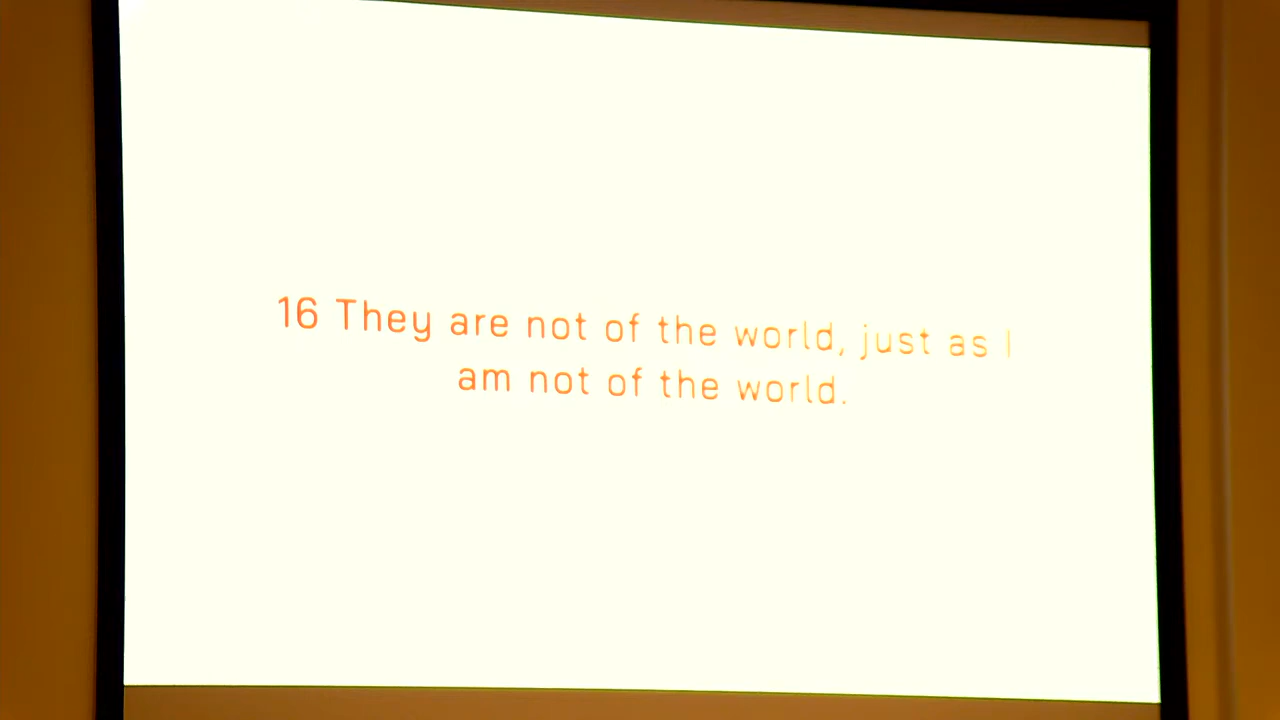 16 They are not of the world, just as I
am not of the world.